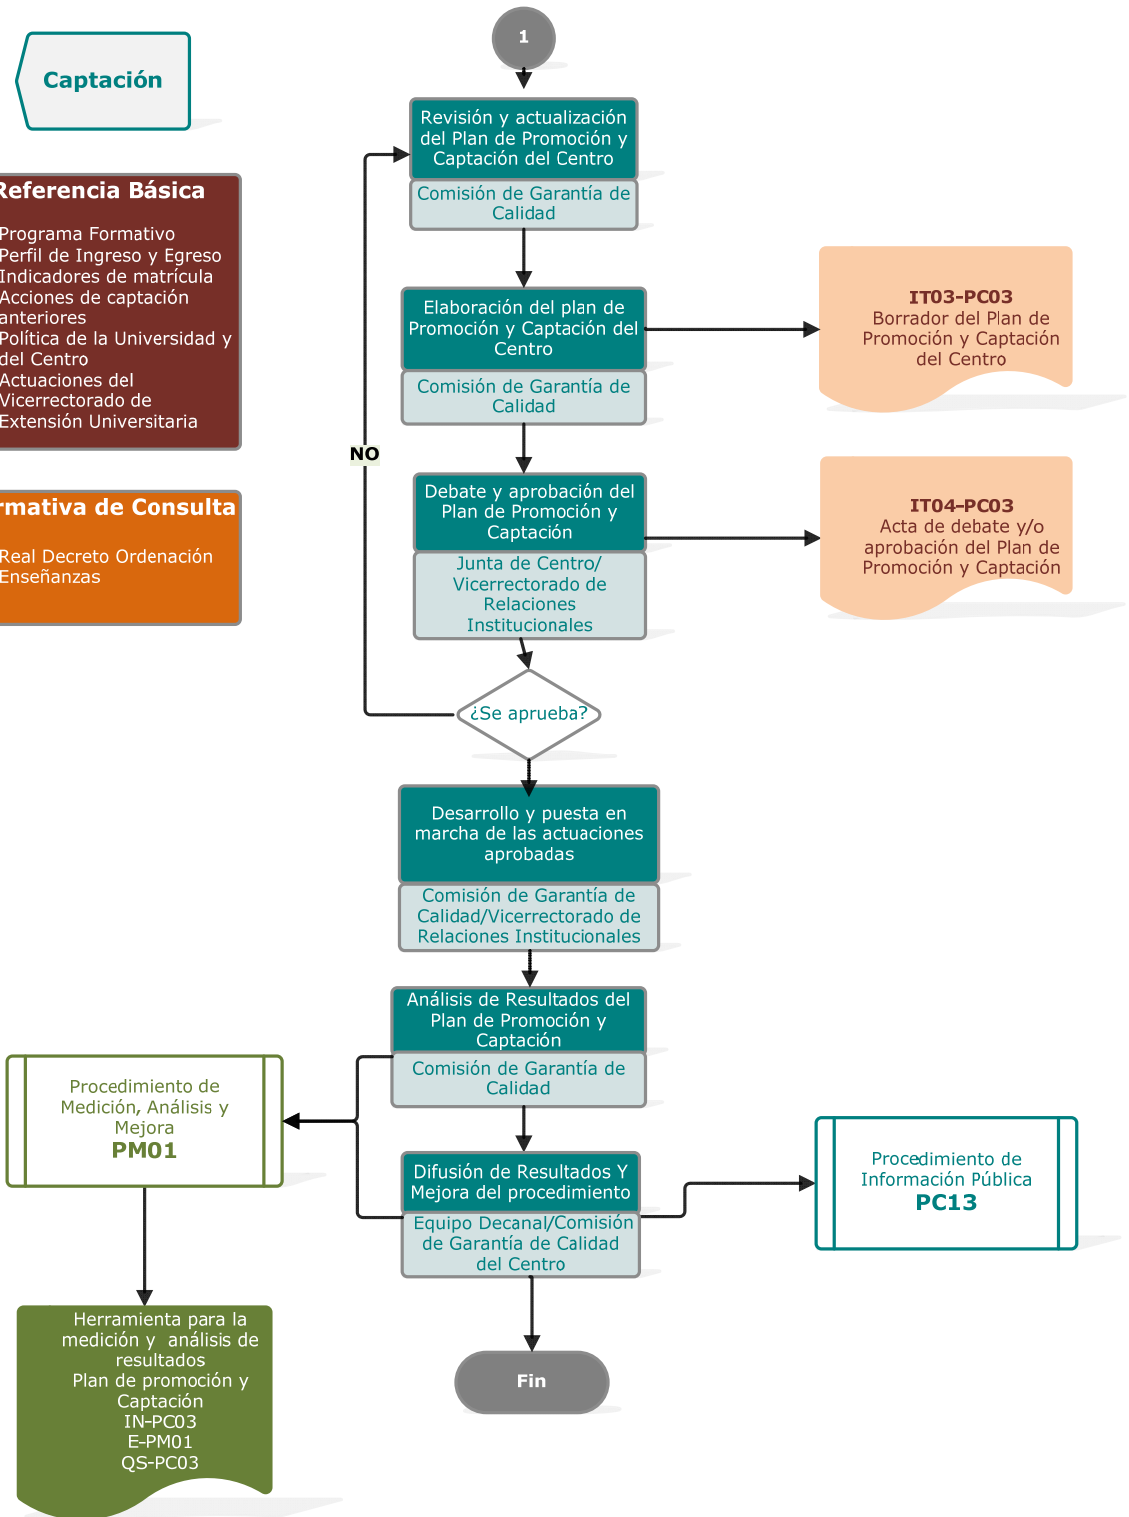 1
Captación
Revisión y actualización
del Plan de Promoción y
Captación del Centro
Comisión de Garantía de
Calidad
Referencia Básica
Programa Formativo
Perfil de Ingreso y Egreso
Indicadores de matrícula
Acciones de captación
anteriores
Política de la Universidad y
del Centro
Actuaciones del
Vicerrectorado de
Extensión Universitaria
Elaboración del plan de
Promoción y Captación del
Centro
Comisión de Garantía de
Calidad
IT03-PC03
Borrador del Plan de
Promoción y Captación
del Centro
NO
rmativa de Consulta
Real Decreto Ordenación
Enseñanzas
Debate y aprobación del
Plan de Promoción y
Captación
Junta de Centro/
Vicerrectorado de
Relaciones
Institucionales
IT04-PC03
Acta de debate y/o
aprobación del Plan de
Promoción y Captación
¿Se aprueba?
Desarrollo y puesta en
marcha de las actuaciones
aprobadas
Comisión de Garantía de
Calidad/Vicerrectorado de
Relaciones Institucionales
Análisis de Resultados del
Plan de Promoción y
Captación
Comisión de Garantía de
Calidad
Procedimiento de
Medición, Análisis y
Mejora
PM01
Difusión de Resultados Y
Mejora del procedimiento
Equipo Decanal/Comisión
de Garantía de Calidad
del Centro
Procedimiento de
Información Pública
PC13
Herramienta para la
medición y análisis de
resultados
Plan de promoción y
Captación
IN-PC03
E-PM01
QS-PC03
Fin